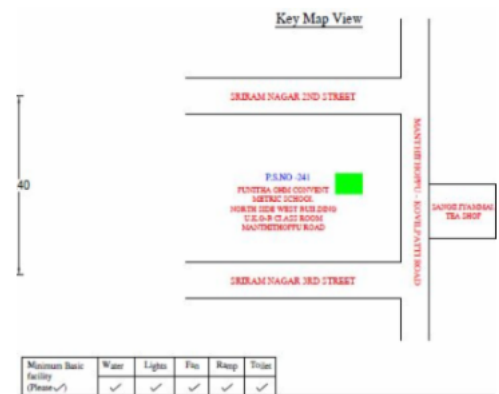 Key Map View
SRIRAM NAGAR 2ND STREET
40
P.S.NO -241
PUNITHA OHM CONVENT
METRIC SCHOOL
NORTH SIDE WEST BUILDING
U.K.G-B CLASS ROOM
MANTHITHOPPU ROAD
MANTHITHOPPU - KOVILPATTI ROAD
SANGILIYAMMAL
TEA SHOP
SRIRAM NAGAR 3RD STREET
Minimum Basic facility (Please ✓) Water Lights Fan Ramp Toilet
✓ ✓ ✓ ✓ ✓